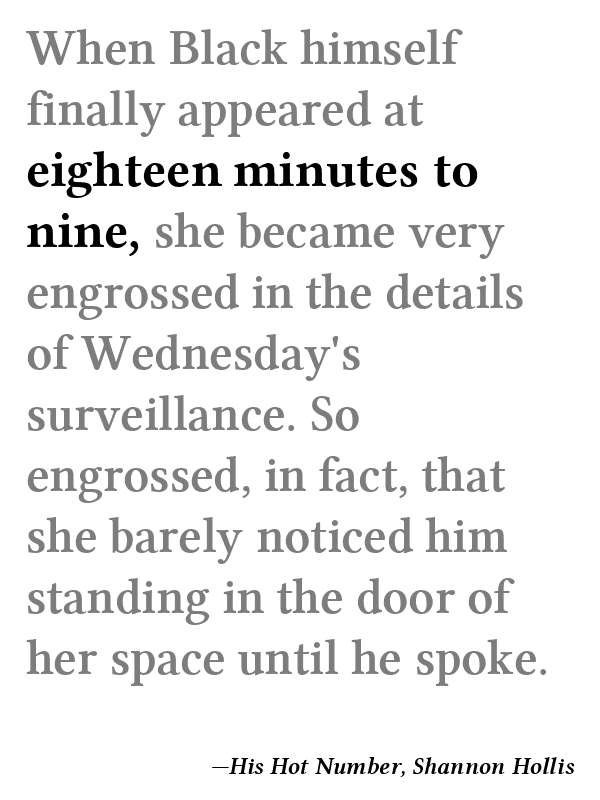 When Black himself
finally appeared at
eighteen minutes to
nine, she became very
engrossed in the details
of Wednesday's
surveillance. So
engrossed, in fact, that
she barely noticed him
standing in the door of
her space until he spoke.
—His Hot Number, Shannon Hollis